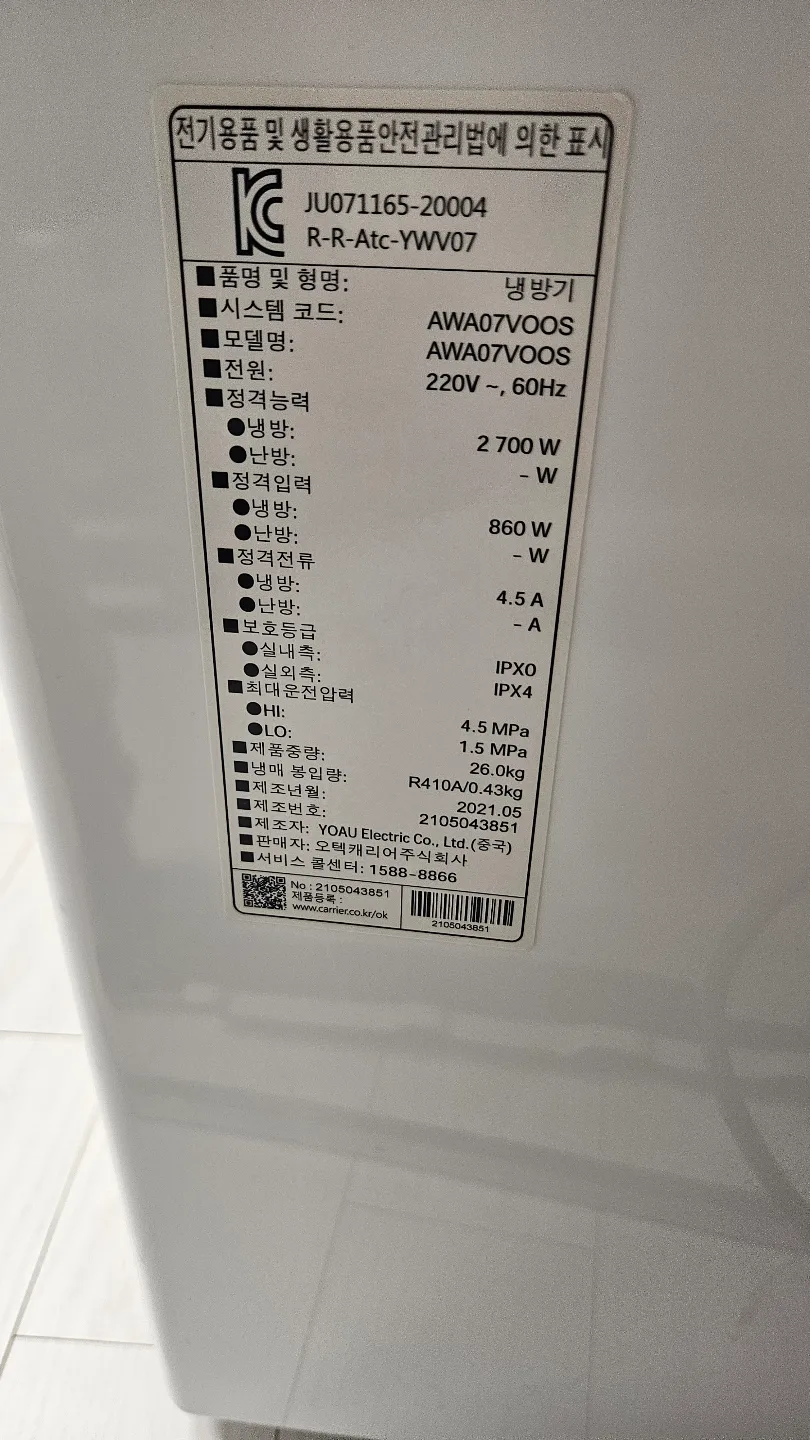 전기용품 및 생활용품안전관리법에 의한 표시
JU071165-20004
R-R-Atc-YWV07
■품명 및 형명: 냉방기
■시스템 코드: AWA07VOOS
■모델명: AWA07VOOS
■전원: 220V ~, 60Hz
■정격능력
●냉방: 2 700 W
●난방: - W
■정격입력
●냉방: 860 W
●난방: - W
■정격전류
●냉방: 4.5 A
●난방: - A
■보호등급
●실내측: IPX0
●실외측: IPX4
■최대운전압력
●HI: 4.5 MPa
●LO: 1.5 MPa
■제품중량: 26.0kg
■냉매 봉입량: R410A/0.43kg
■제조년월: 2021.05
■제조번호: 2105043851
■제조자: YOAU Electric Co., Ltd.(중국)
■판매자: 오텍캐리어주식회사
■서비스 콜센터: 1588-8866
No : 2105043851
제품등록 :
www.carrier.co.kr/ok
2105043851